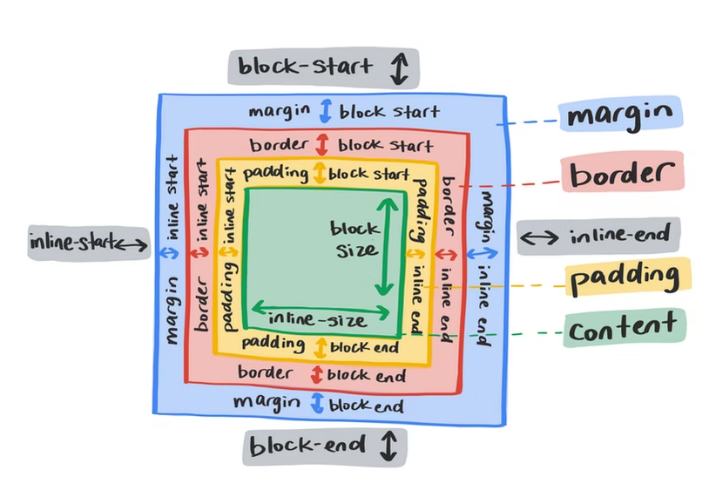 block-start
margin block start
margin
border block start
border
padding block start
margin inline start
border inline start
padding inline start
block
size
inline-size
padding inline end
border inline end
margin inline end
inline-start
inline-end
padding
content
padding block end
border block end
margin block end
block-end